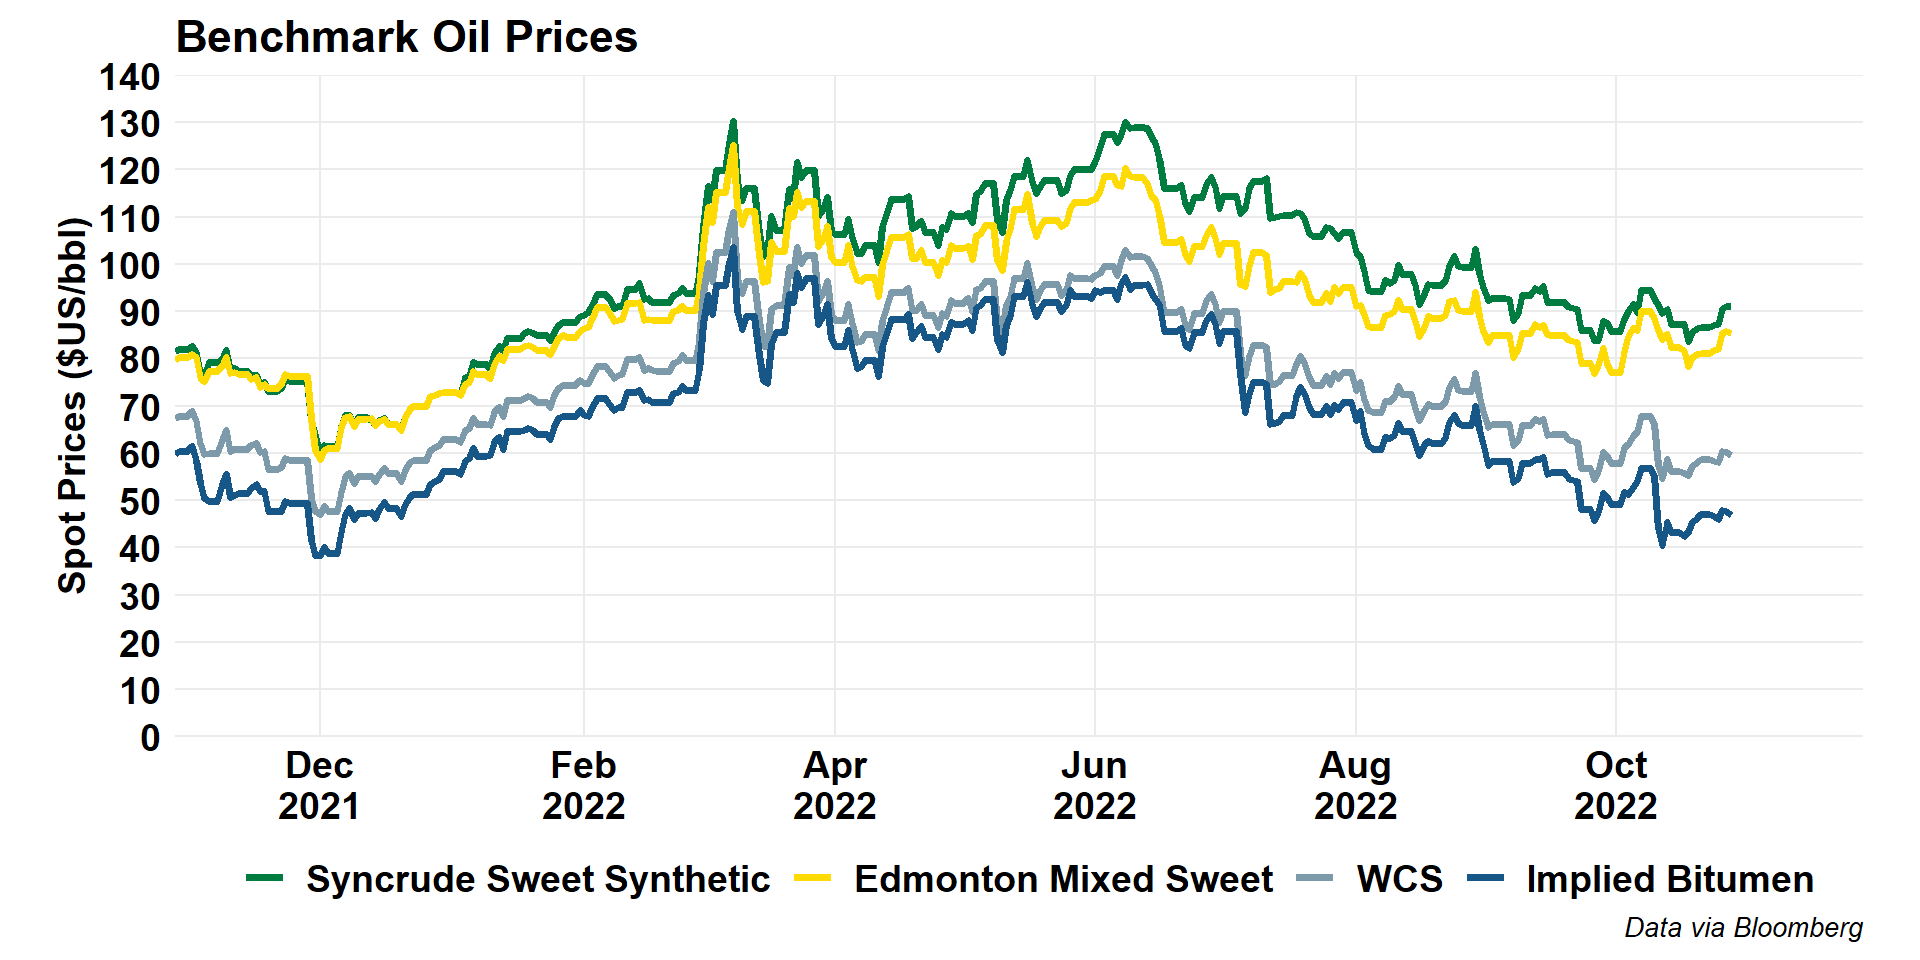 Benchmark Oil Prices
Spot Prices ($US/bbl)
140
130
120
110
100
90
80
70
60
50
40
30
20
10
0
Dec Feb Apr Jun Aug Oct
2021 2022 2022 2022 2022 2022
Syncrude Sweet Synthetic Edmonton Mixed Sweet WCS Implied Bitumen
Data via Bloomberg